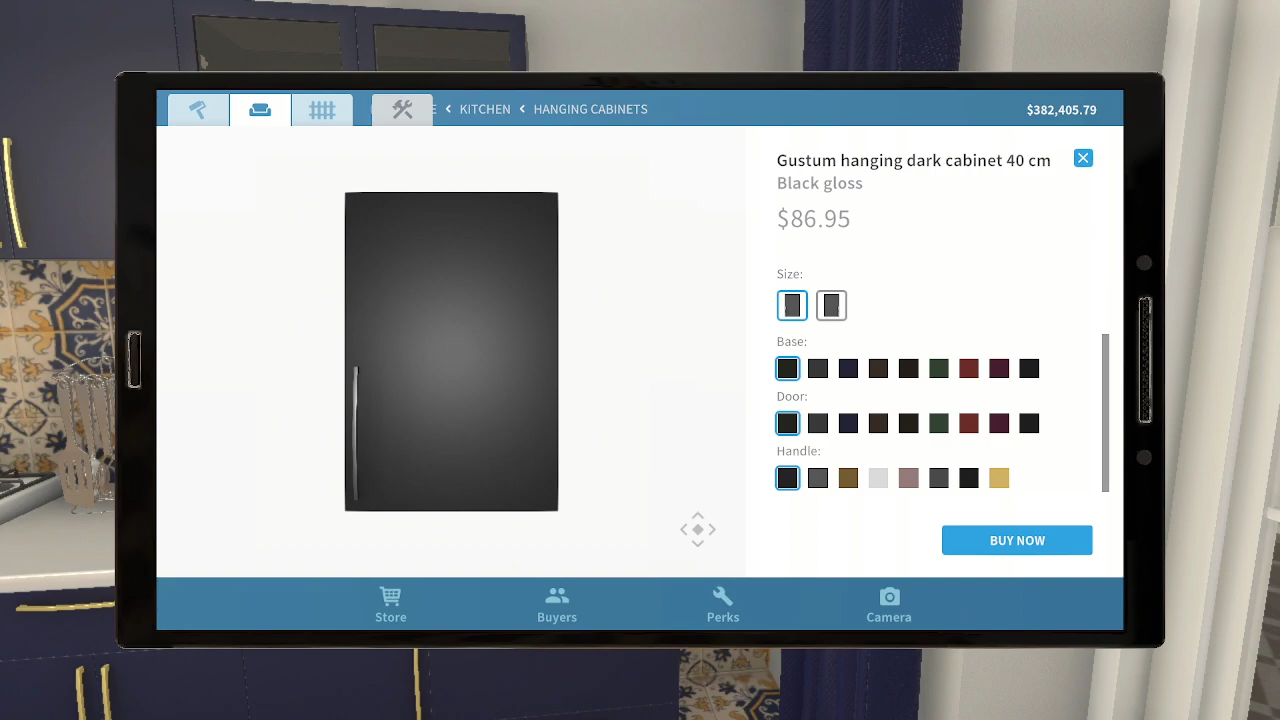 E < KITCHEN < HANGING CABINETS
$382,405.79
Gustum hanging dark cabinet 40 cm
Black gloss
$86.95
Size:
Base:
Door:
Handle:
BUY NOW
Store
Buyers
Perks
Camera